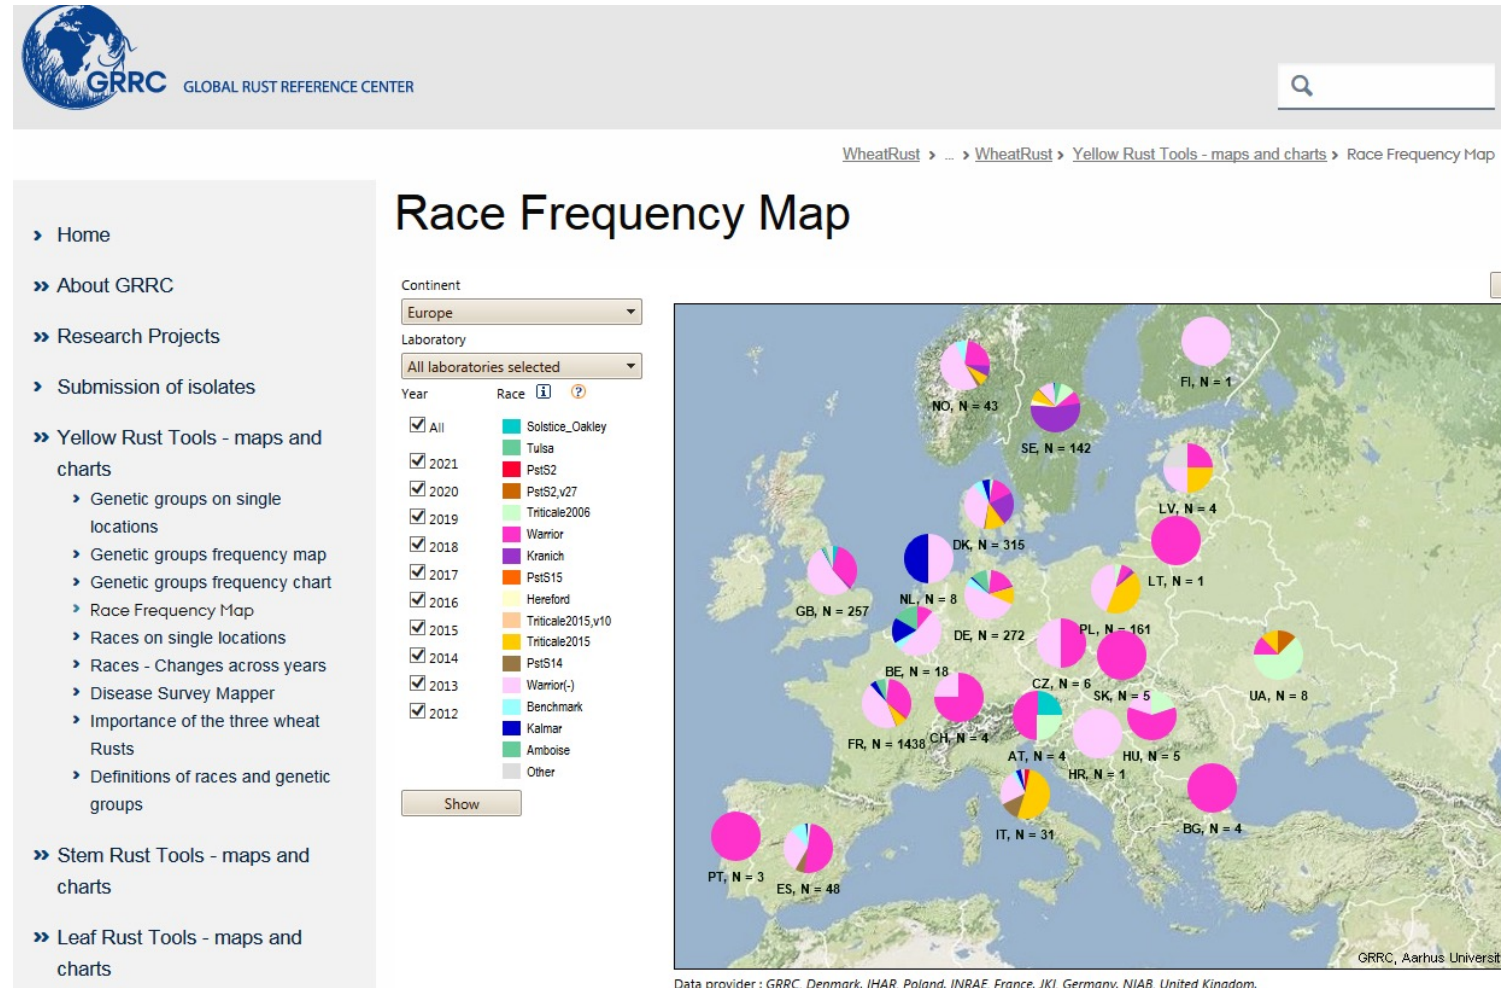 GRRC GLOBAL RUST REFERENCE CENTER
WheatRust > ... > WheatRust > Yellow Rust Tools - maps and charts > Race Frequency Map
Home
About GRRC
Research Projects
Submission of isolates
Yellow Rust Tools - maps and
charts
Genetic groups on single
locations
Genetic groups frequency map
Genetic groups frequency chart
Race Frequency Map
Races on single locations
Races - Changes across years
Disease Survey Mapper
Importance of the three wheat
Rusts
Definitions of races and genetic
groups
Stem Rust Tools - maps and
charts
Leaf Rust Tools - maps and
charts
Race Frequency Map
Continent
Europe
Laboratory
All laboratories selected
Year
Race
All
2021
2020
2019
2018
2017
2016
2015
2014
2013
2012
Solstice_Oakley
Tulsa
PstS2
PstS2,v27
Triticale2006
Warrior
Kranich
PstS15
Hereford
Triticale2015,v10
Triticale2015
PstS14
Warrior(-)
Benchmark
Kalmar
Amboise
Other
Show
FI, N = 1
NO, N = 43
SE, N = 142
LV, N = 4
DK, N = 315
LT, N = 1
NL, N = 8
GB, N = 257
DE, N = 272
PL, N = 161
BE, N = 18
CZ, N = 6
SK, N = 5
UA, N = 8
FR, N = 1438
CH, N = 4
AT, N = 4
HU, N = 5
HR, N = 1
IT, N = 31
BG, N = 4
PT, N = 3
ES, N = 48
GRRC, Aarhus Universit
Data provider : GRRC, Denmark, IHAR, Poland, INRAE, France, JKI, Germany, NIAB, United Kingdom.